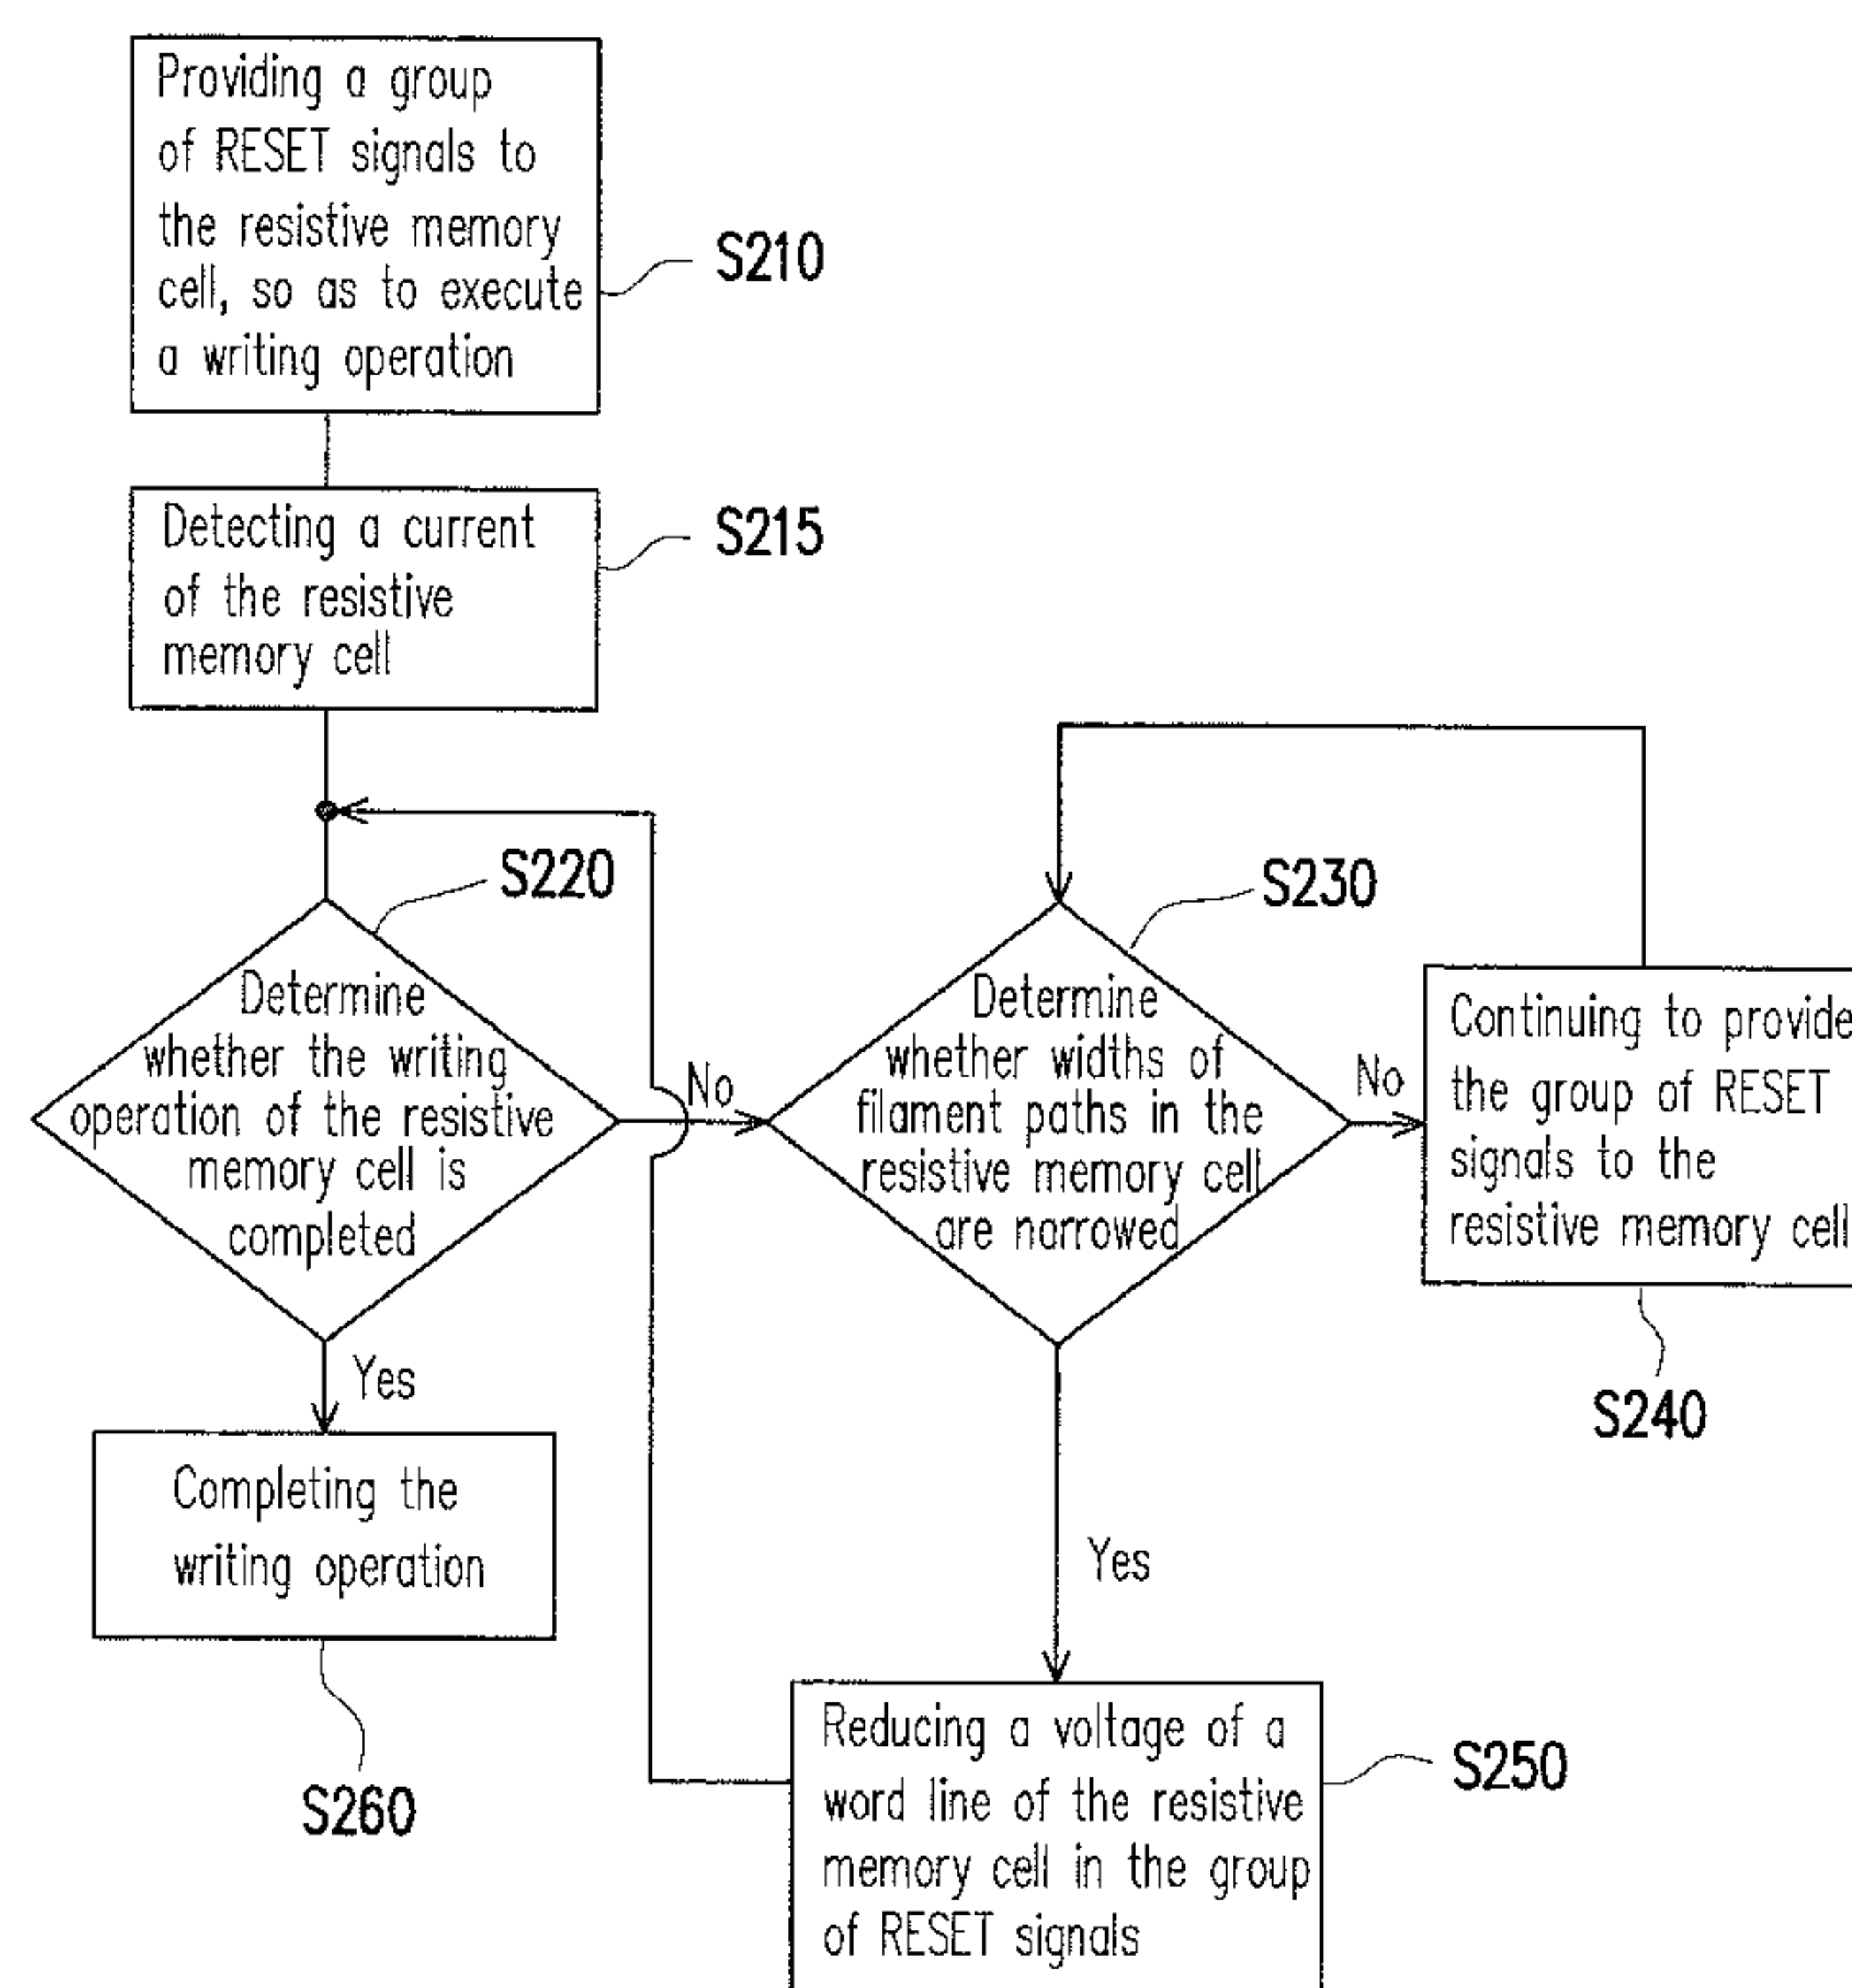 Providing a group
of RESET signals to
the resistive memory
cell, so as to execute
a writing operation
S210
Detecting a current
of the resistive
memory cell
S215
S220
Determine
whether the writing
operation of the resistive
memory cell is
completed
No
Yes
S230
Determine
whether widths of
filament paths in the
resistive memory cell
are narrowed
No
Yes
Continuing to provide
the group of RESET
signals to the
resistive memory cell
S240
Completing the
writing operation
S260
Reducing a voltage of a
word line of the resistive
memory cell in the group
of RESET signals
S250